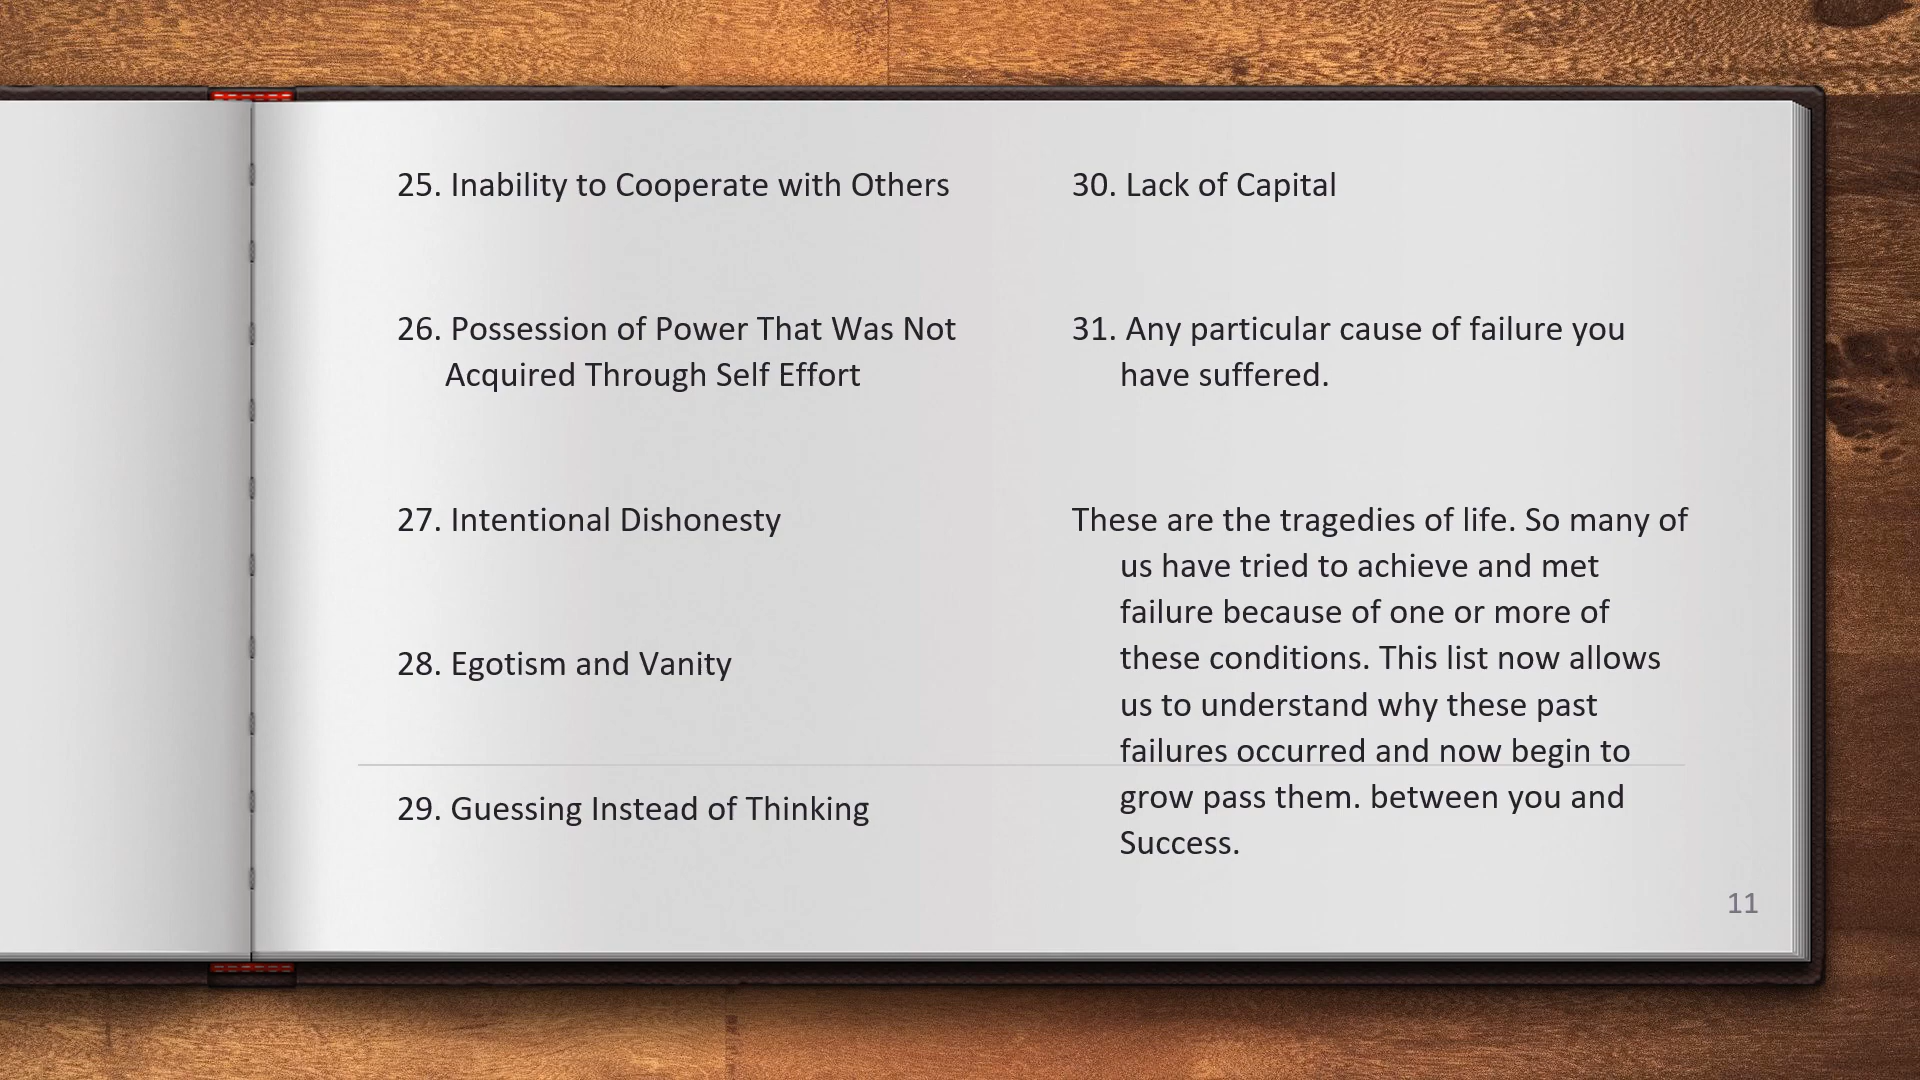 25. Inability to Cooperate with Others
26. Possession of Power That Was Not
Acquired Through Self Effort
27. Intentional Dishonesty
28. Egotism and Vanity
29. Guessing Instead of Thinking
30. Lack of Capital
31. Any particular cause of failure you
have suffered.
These are the tragedies of life. So many of
us have tried to achieve and met
failure because of one or more of
these conditions. This list now allows
us to understand why these past
failures occurred and now begin to
grow pass them. between you and
Success.
11